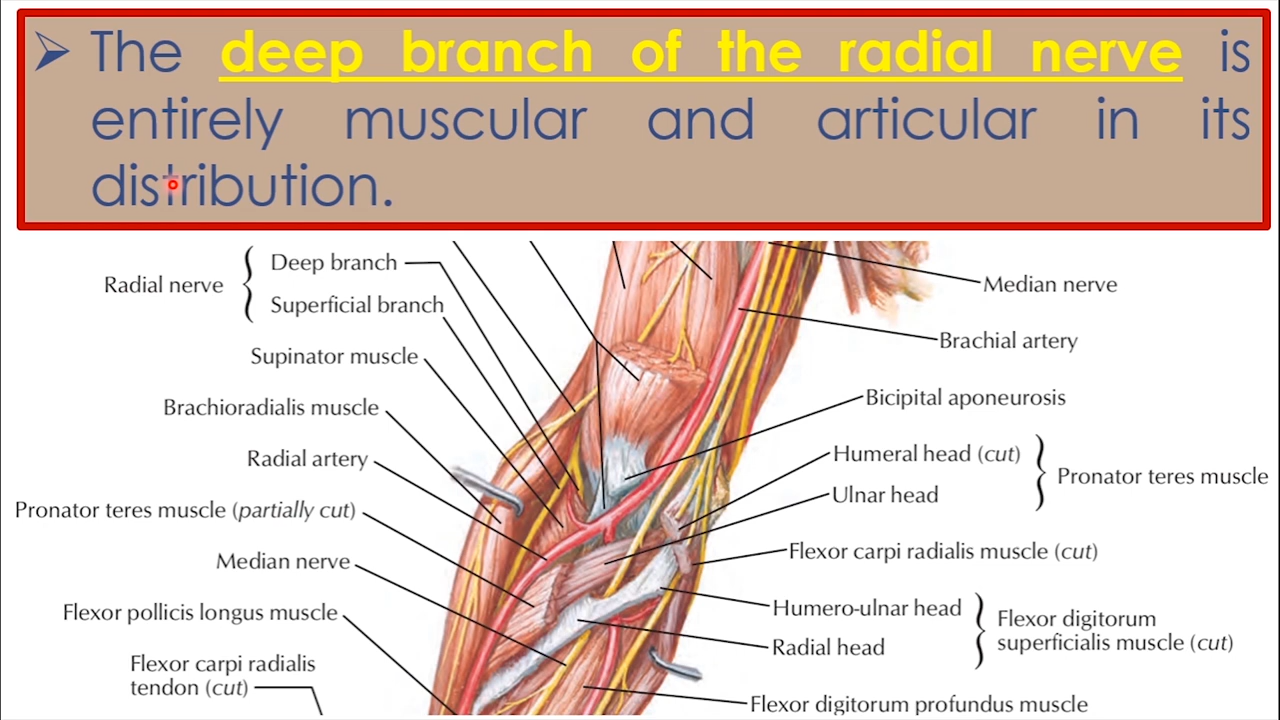 ➢ The deep branch of the radial nerve is
entirely muscular and articular in its
distribution.
Radial nerve
Deep branch
Superficial branch
Supinator muscle
Brachioradialis muscle
Radial artery
Pronator teres muscle (partially cut)
Median nerve
Flexor pollicis longus muscle
Flexor carpi radialis
tendon (cut)
Median nerve
Brachial artery
Bicipital aponeurosis
Humeral head (cut)
Ulnar head
Pronator teres muscle
Flexor carpi radialis muscle (cut)
Humero-ulnar head
Radial head
Flexor digitorum
superficialis muscle (cut)
Flexor digitorum profundus muscle